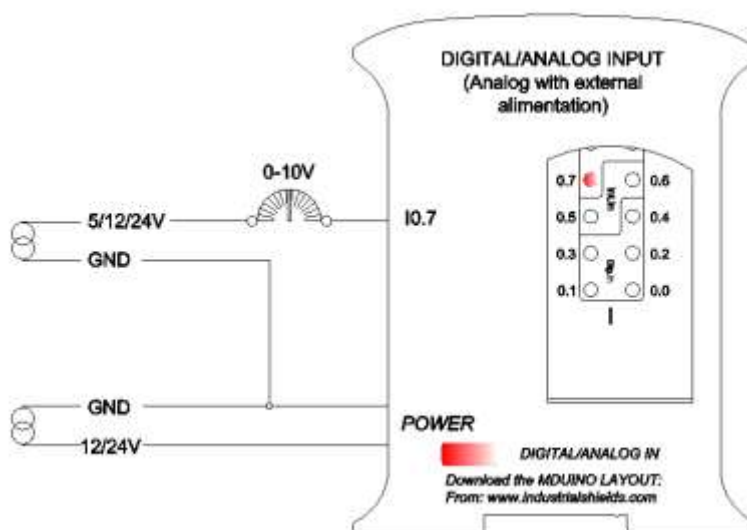 DIGITAL/ANALOG INPUT
(Analog with external
alimentation)
0-10V
5/12/24V
I0.7
GND
0.7
0.6
0.5
0.4
0.3
0.2
0.1
0.0
I
GND
POWER
12/24V
DIGITAL/ANALOG IN
Download the MDUINO LAYOUT:
From: www.industrialshields.com